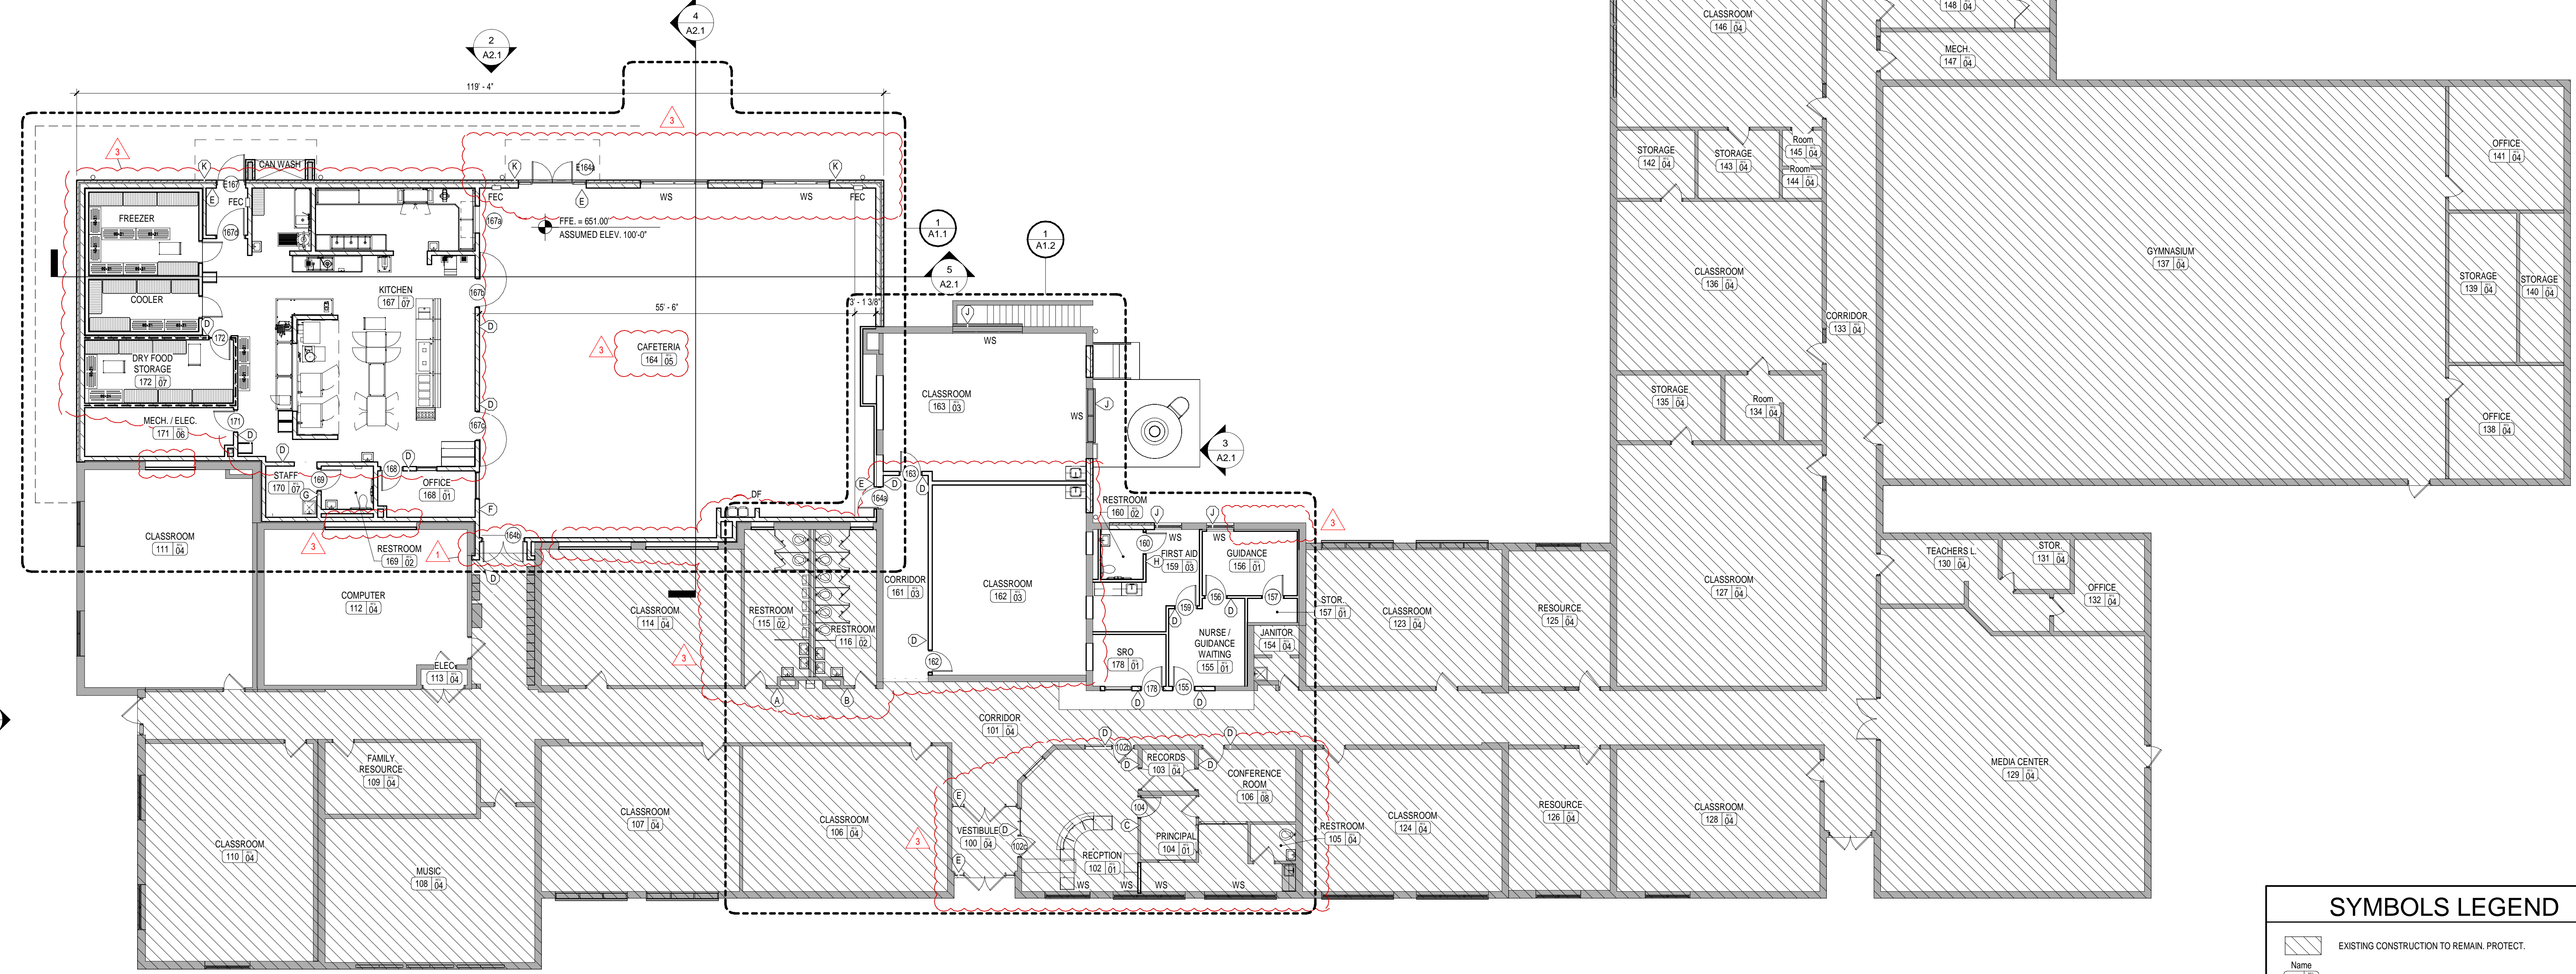 4
A2.1
2
A2.1
119' - 4"
3
3
K
CAN WASH
K
E164a
K
E167
E
FEC
FEC
E
WS
WS
FEC
FREEZER
167d
167a
FFE. = 651.00'
ASSUMED ELEV. 100'-0"
1
A1.1
1
A1.2
5
A2.1
COOLER
KITCHEN
167 07
167b
55' - 6"
3' - 1 3/8"
D
D
172
DRY FOOD
STORAGE
172 07
3
CAFETERIA
164 05
J
WS
CLASSROOM
163 03
WS
J
D
167c
MECH. / ELEC.
171 06
171
D
D
D
3
A2.1
STAFF
170 07
169
G
168
OFFICE
168 01
F
163
E
D
D
164a
DF
RESTROOM
160 02
J
J
WS
WS
160
3
CLASSROOM
111 04
3
RESTROOM
169 02
1
164b
D
FIRST AID
159 03
H
GUIDANCE
156 01
COMPUTER
112 04
CLASSROOM
114 04
RESTROOM
115 02
RESTROOM
116 02
CORRIDOR
161 03
CLASSROOM
162 03
D
162
159
D
156
D
157
STOR.
157 01
NURSE /
GUIDANCE
WAITING
155 01
JANITOR
154 04
SRO
178 01
178
155
D
D
3
ELEC
113 04
A
B
CLASSROOM
123 04
RESOURCE
125 04
CORRIDOR
101 04
D
102b
D
D
D
RECORDS
103 04
CONFERENCE
ROOM
106 08
FAMILY
RESOURCE
109 04
CLASSROOM
110 04
MUSIC
108 04
CLASSROOM
107 04
CLASSROOM
106 04
3
E
VESTIBULE
100 04
D
102c
E
104
C
PRINCIPAL
104 01
RECPTION
102 01
WS
WS
WS
WS
RESTROOM
105 04
CLASSROOM
124 04
RESOURCE
126 04
CLASSROOM
128 04
CLASSROOM
146 04
148 04
MECH.
147 04
STORAGE
142 04
STORAGE
143 04
Room
145 04
Room
144 04
CLASSROOM
136 04
CORRIDOR
133 04
STORAGE
135 04
Room
134 04
CLASSROOM
127 04
GYMNASIUM
137 04
OFFICE
141 04
STORAGE
139 04
STORAGE
140 04
OFFICE
138 04
TEACHERS L.
130 04
STOR.
131 04
OFFICE
132 04
MEDIA CENTER
129 04
SYMBOLS LEGEND
EXISTING CONSTRUCTION TO REMAIN. PROTECT.
Name